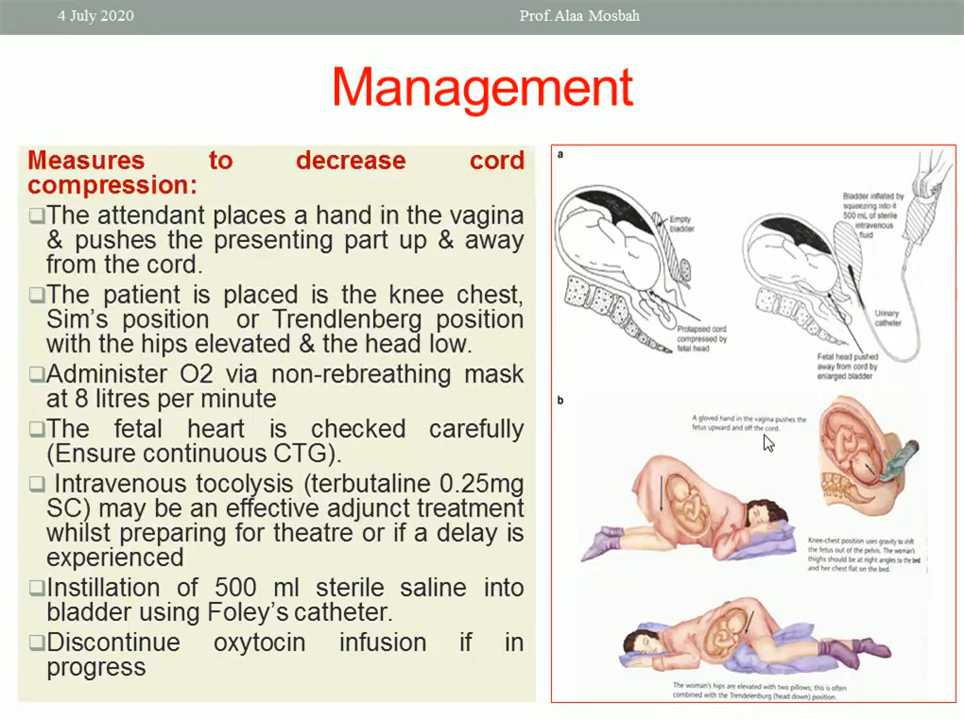 4 July 2020
Prof.Alaa Mosbah
Management
Measures to decrease cord
compression:
The attendant places a hand in the vagina
& pushes the presenting part up & away
from the cord.
The patient is placed is the knee chest,
Sim's position or Trendlenberg position
with the hips elevated & the head low.
Administer O2 via non-rebreathing mask
at 8 litres per minute
The fetal heart is checked carefully
(Ensure continuous CTG).
Intravenous tocolysis (terbutaline 0.25mg
SC) may be an effective adjunct treatment
whilst preparing for theatre or if a delay is
experienced
Instillation of 500 ml sterile saline into
bladder using Foley's catheter.
Discontinue oxytocin infusion if in
progress
a
Empty
bladder
Prolapsed cord
compressed by
fetal head
Bladder inflated by
squeezing into it
500 mL of sterile
intravenous
fluid
Urinary
catheter
Fetal head pushed
away from cord by
enlarged bladder
b
A gloved hand in the vagina pushes the
fetus upward and off the cord.
Knee-chest position uses gravity to shift
the fetus out of the pelvis. The woman's
thighs should be at right angles to the bed
and her chest flat on the bed.
The woman's hips are elevated with two pillows; this is often
combined with the Trendelenburg (head down) position.